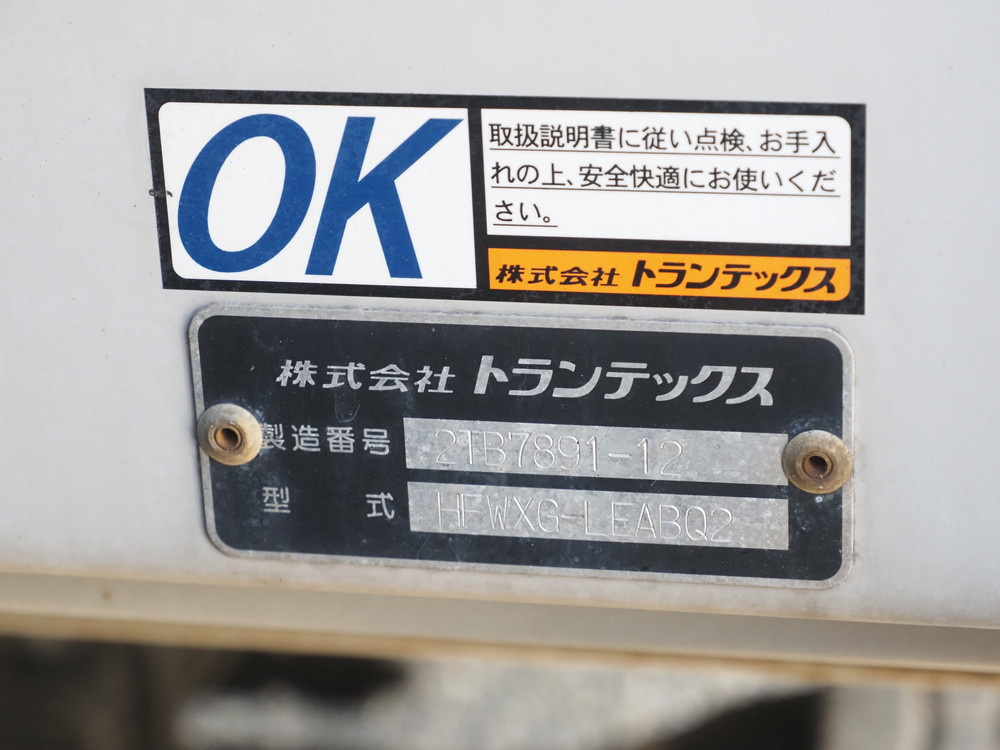 OK
取扱説明書に従い点検、お手入
れの上、安全快適にお使いくだ
さい。
株式会社 トランテックス
株式会社 トランテックス
製造番号 2TB7891-12
型式 HFWXG-LEABQ2